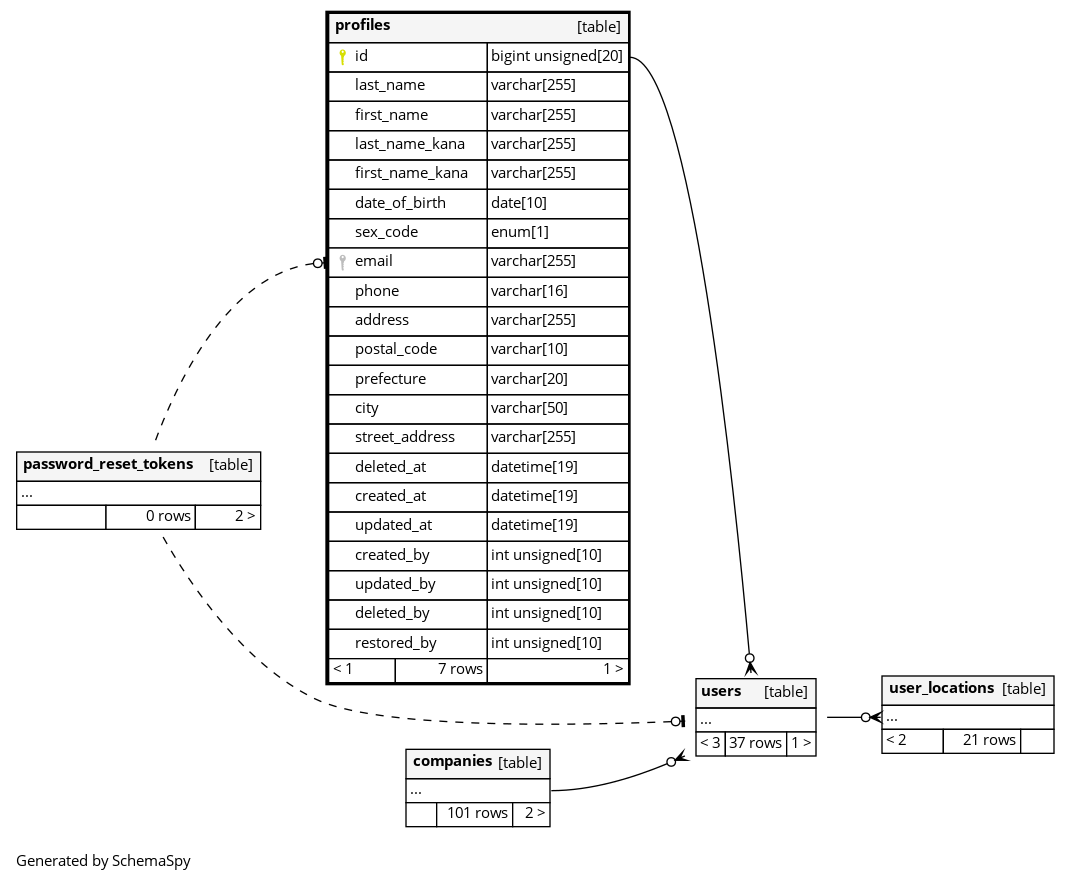 profiles [table]
id bigint unsigned[20]
last_name varchar[255]
first_name varchar[255]
last_name_kana varchar[255]
first_name_kana varchar[255]
date_of_birth date[10]
sex_code enum[1]
email varchar[255]
phone varchar[16]
address varchar[255]
postal_code varchar[10]
prefecture varchar[20]
city varchar[50]
street_address varchar[255]
deleted_at datetime[19]
created_at datetime[19]
updated_at datetime[19]
created_by int unsigned[10]
updated_by int unsigned[10]
deleted_by int unsigned[10]
restored_by int unsigned[10]
< 1 7 rows 1 >
password_reset_tokens [table]
...
0 rows 2 >
users [table]
...
< 3 37 rows 1 >
user_locations [table]
...
< 2 21 rows
companies [table]
...
101 rows 2 >
Generated by SchemaSpy